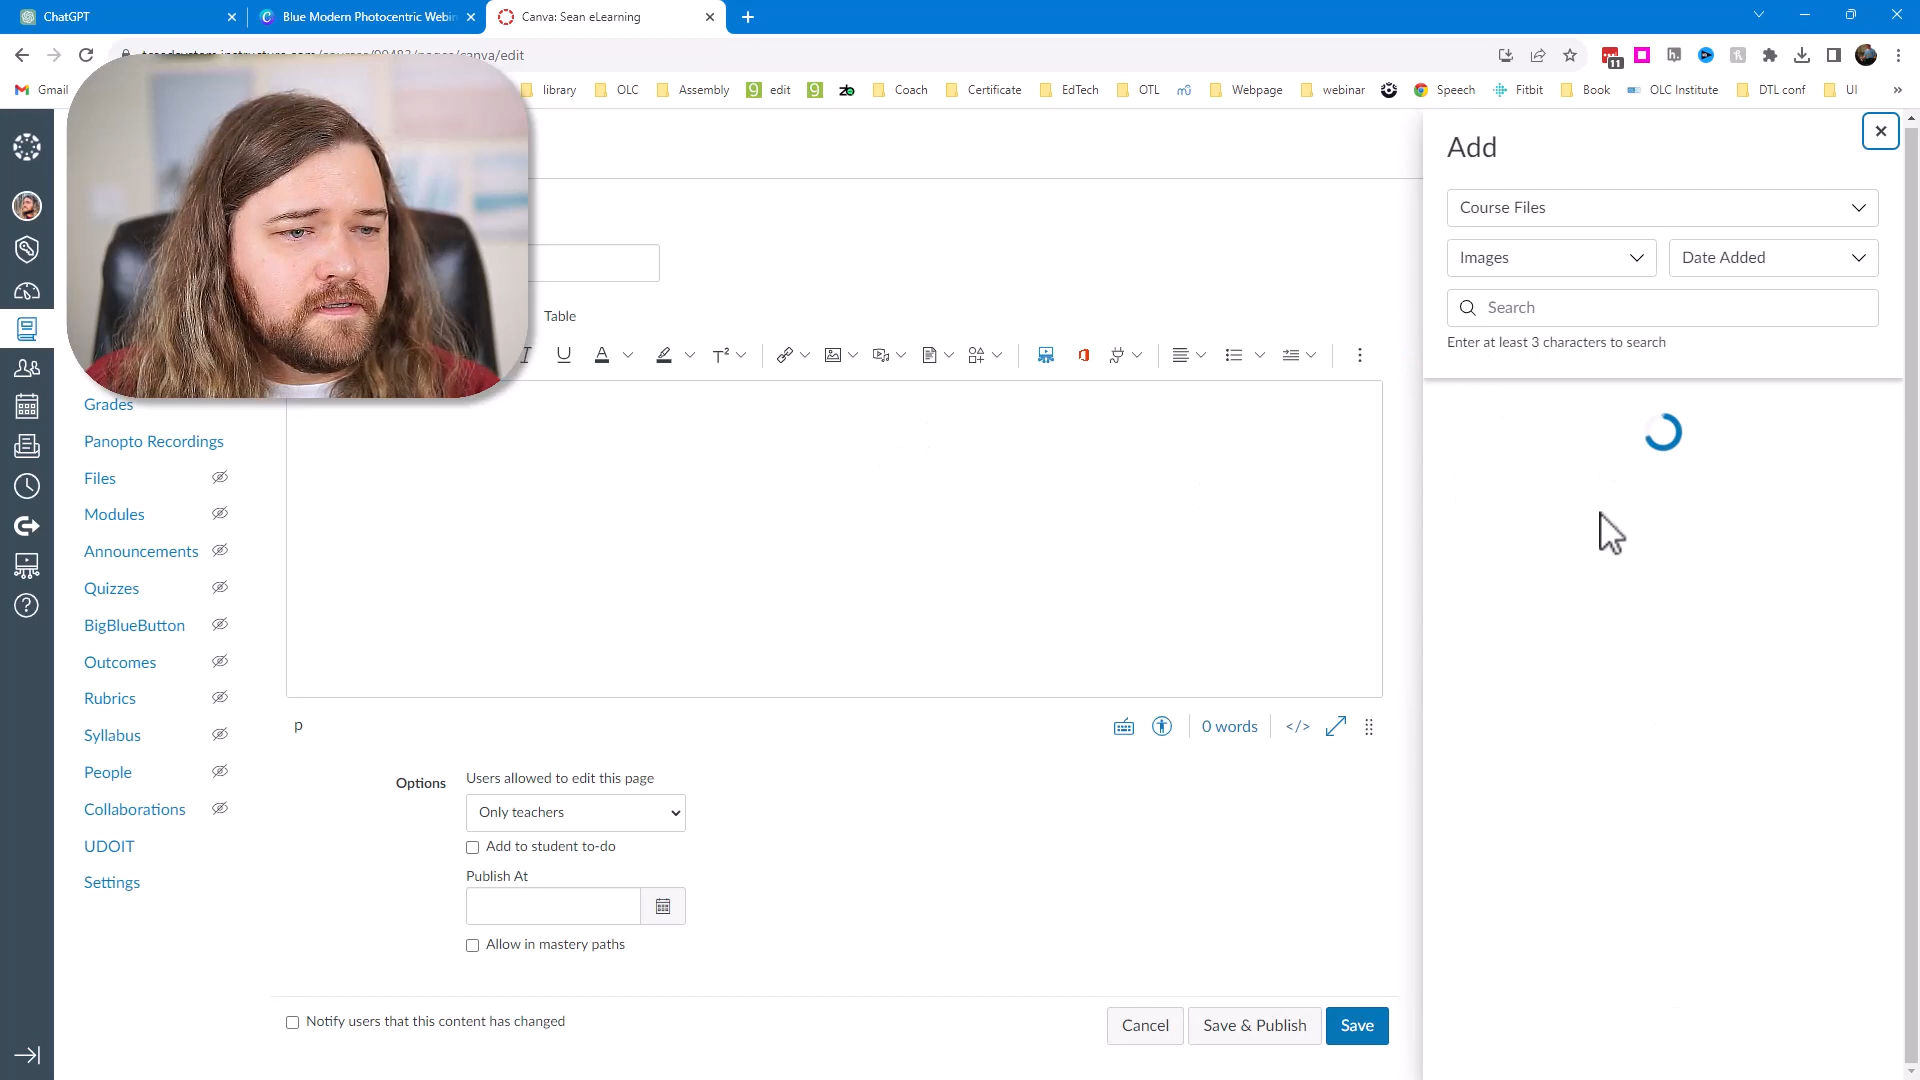 ChatGPT
Blue Modern Photocentric Webin
Canva: Sean eLearning
/edit
11
Gmail
library
OLC
Assembly
edit
Coach
Certificate
EdTech
OTL
Webpage
webinar
Speech
Fitbit
Book
OLC Institute
DTL conf
UI
Add
Course Files
Images
Date Added
Search
Enter at least 3 characters to search
Table
Grades
Panopto Recordings
Files
Modules
Announcements
Quizzes
BigBlueButton
Outcomes
Rubrics
Syllabus
People
Collaborations
UDOIT
Settings
p
0 words
</>
Options
Users allowed to edit this page
Only teachers
Add to student to-do
Publish At
Allow in mastery paths
Notify users that this content has changed
Cancel
Save & Publish
Save